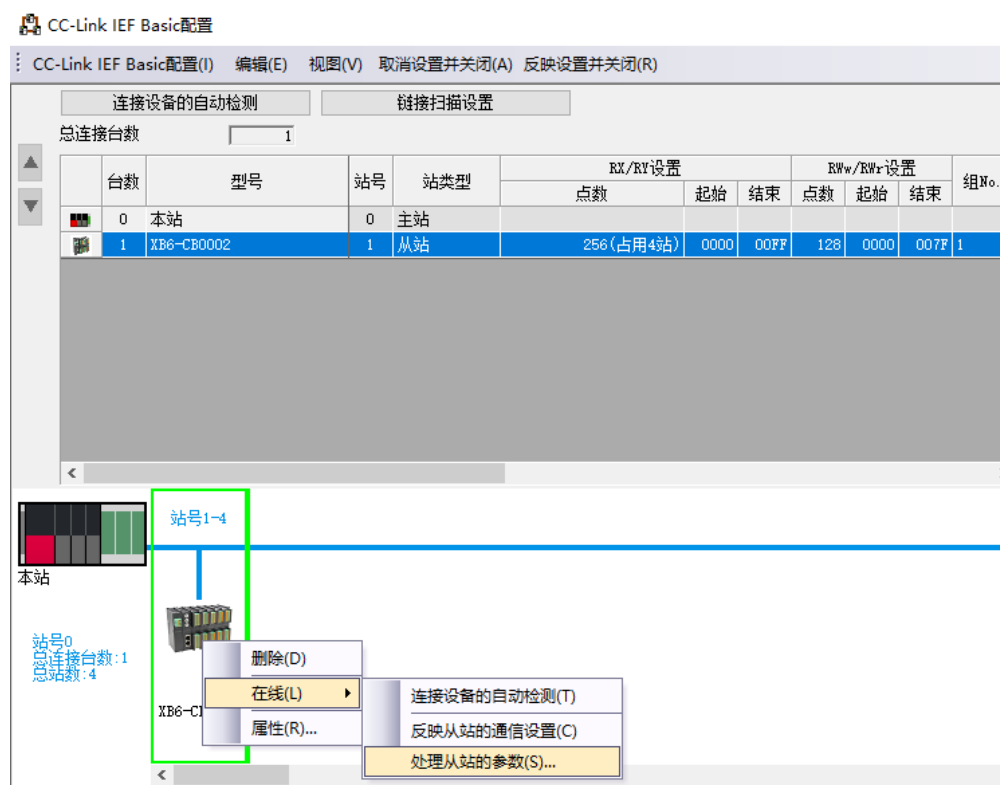 CC-Link IEF Basic配置
CC-Link IEF Basic配置(I) 编辑(E) 视图(V) 取消设置并关闭(A) 反映设置并关闭(R)
连接设备的自动检测 链接扫描设置
总连接台数 1
台数 型号 站号 站类型 RX/RY设置 RWw/RWr设置 组No.
点数 起始 结束 点数 起始 结束
0 本站 0 主站
1 XB6-CB0002 1 从站 256(占用4站) 0000 00FF 128 0000 007F 1
站号1-4
本站
站号0
总连接台数:1
总站数:4
删除(D)
在线(L) 连接设备的自动检测(T)
属性(R)... 反映从站的通信设置(C)
处理从站的参数(S)...